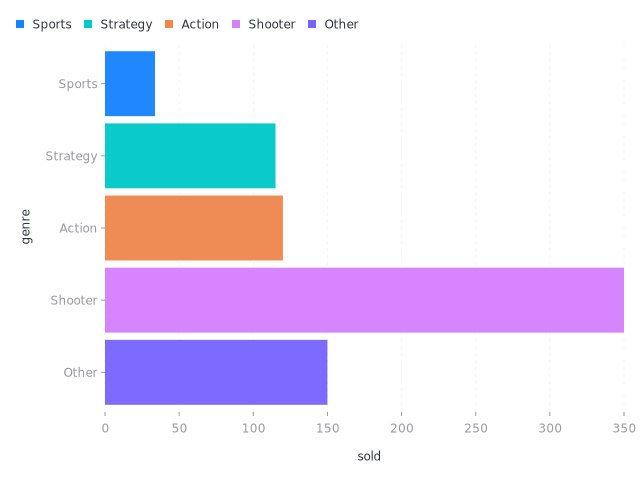 Sports Strategy Action Shooter Other
Sports
Strategy
Action
Shooter
Other
genre
0 50 100 150 200 250 300 350
sold